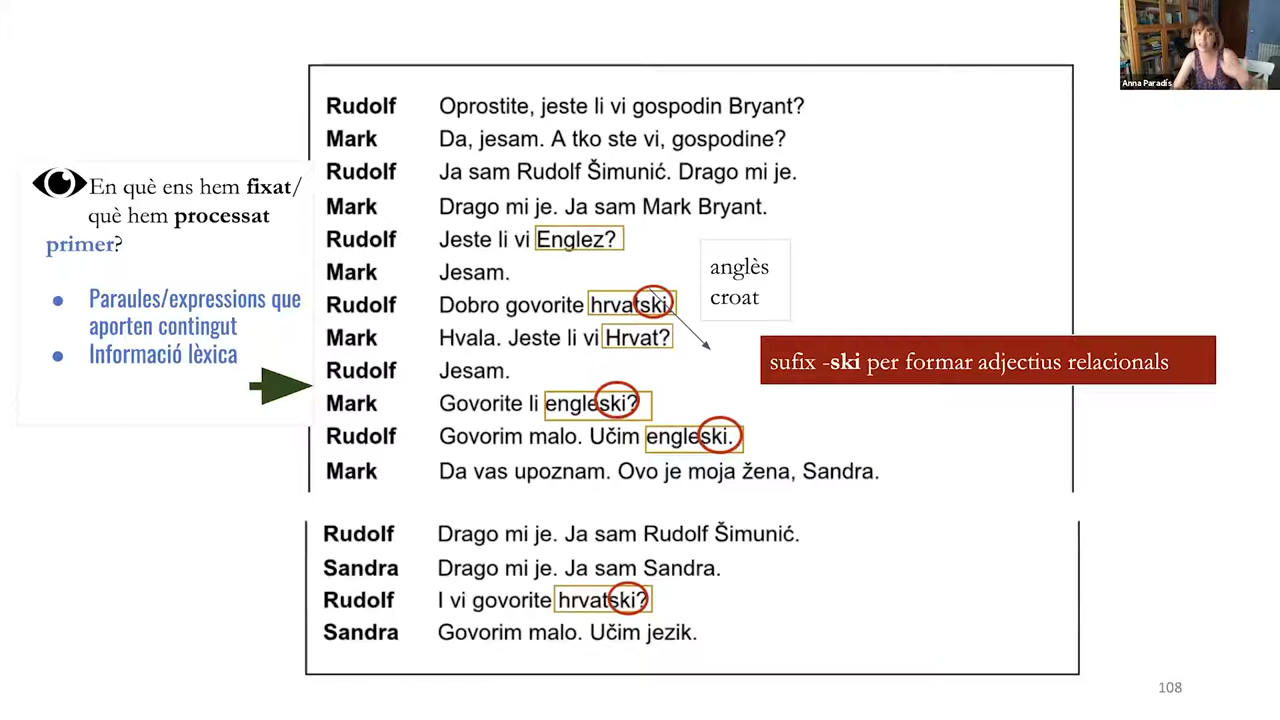 Anna Paradís
En què ens hem fixat/
què hem processat
primer?
● Paraules/expressions que
aporten contingut
● Informació lèxica
Rudolf Oprostite, jeste li vi gospodin Bryant?
Mark Da, jesam. A tko ste vi, gospodine?
Rudolf Ja sam Rudolf Šimunić. Drago mi je.
Mark Drago mi je. Ja sam Mark Bryant.
Rudolf Jeste li vi Englez?
Mark Jesam.
Rudolf Dobro govorite hrvatski.
Mark Hvala. Jeste li vi Hrvat?
Rudolf Jesam.
Mark Govorite li engleski?
Rudolf Govorim malo. Učim engleski.
Mark Da vas upoznam. Ovo je moja žena, Sandra.
Rudolf Drago mi je. Ja sam Rudolf Šimunić.
Sandra Drago mi je. Ja sam Sandra.
Rudolf I vi govorite hrvatski?
Sandra Govorim malo. Učim jezik.
anglès
croat
sufix -ski per formar adjectius relacionals
108